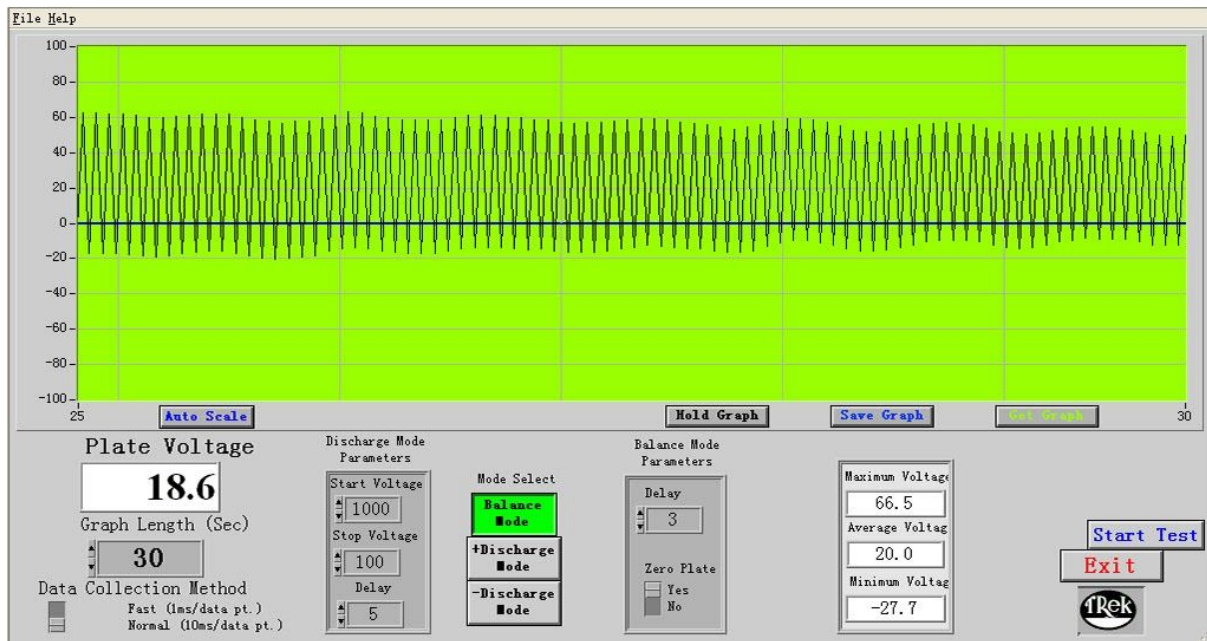 File Help
100
80
60
40
20
0
-20
-40
-60
-80
-100
25
30
Auto Scale
Hold Graph
Save Graph
Get Graph
Plate Voltage
18.6
Graph Length (Sec)
30
Data Collection Method
Fast (1ms/data pt.)
Normal (10ms/data pt.)
Discharge Mode
Parameters
Start Voltage
1000
Stop Voltage
100
Delay
5
Mode Select
Balance
Mode
+Discharge
Mode
-Discharge
Mode
Balance Mode
Parameters
Delay
3
Zero Plate
Yes
No
Maximum Voltage
66.5
Average Voltag
20.0
Minimum Voltag
-27.7
Start Test
Exit
TRek